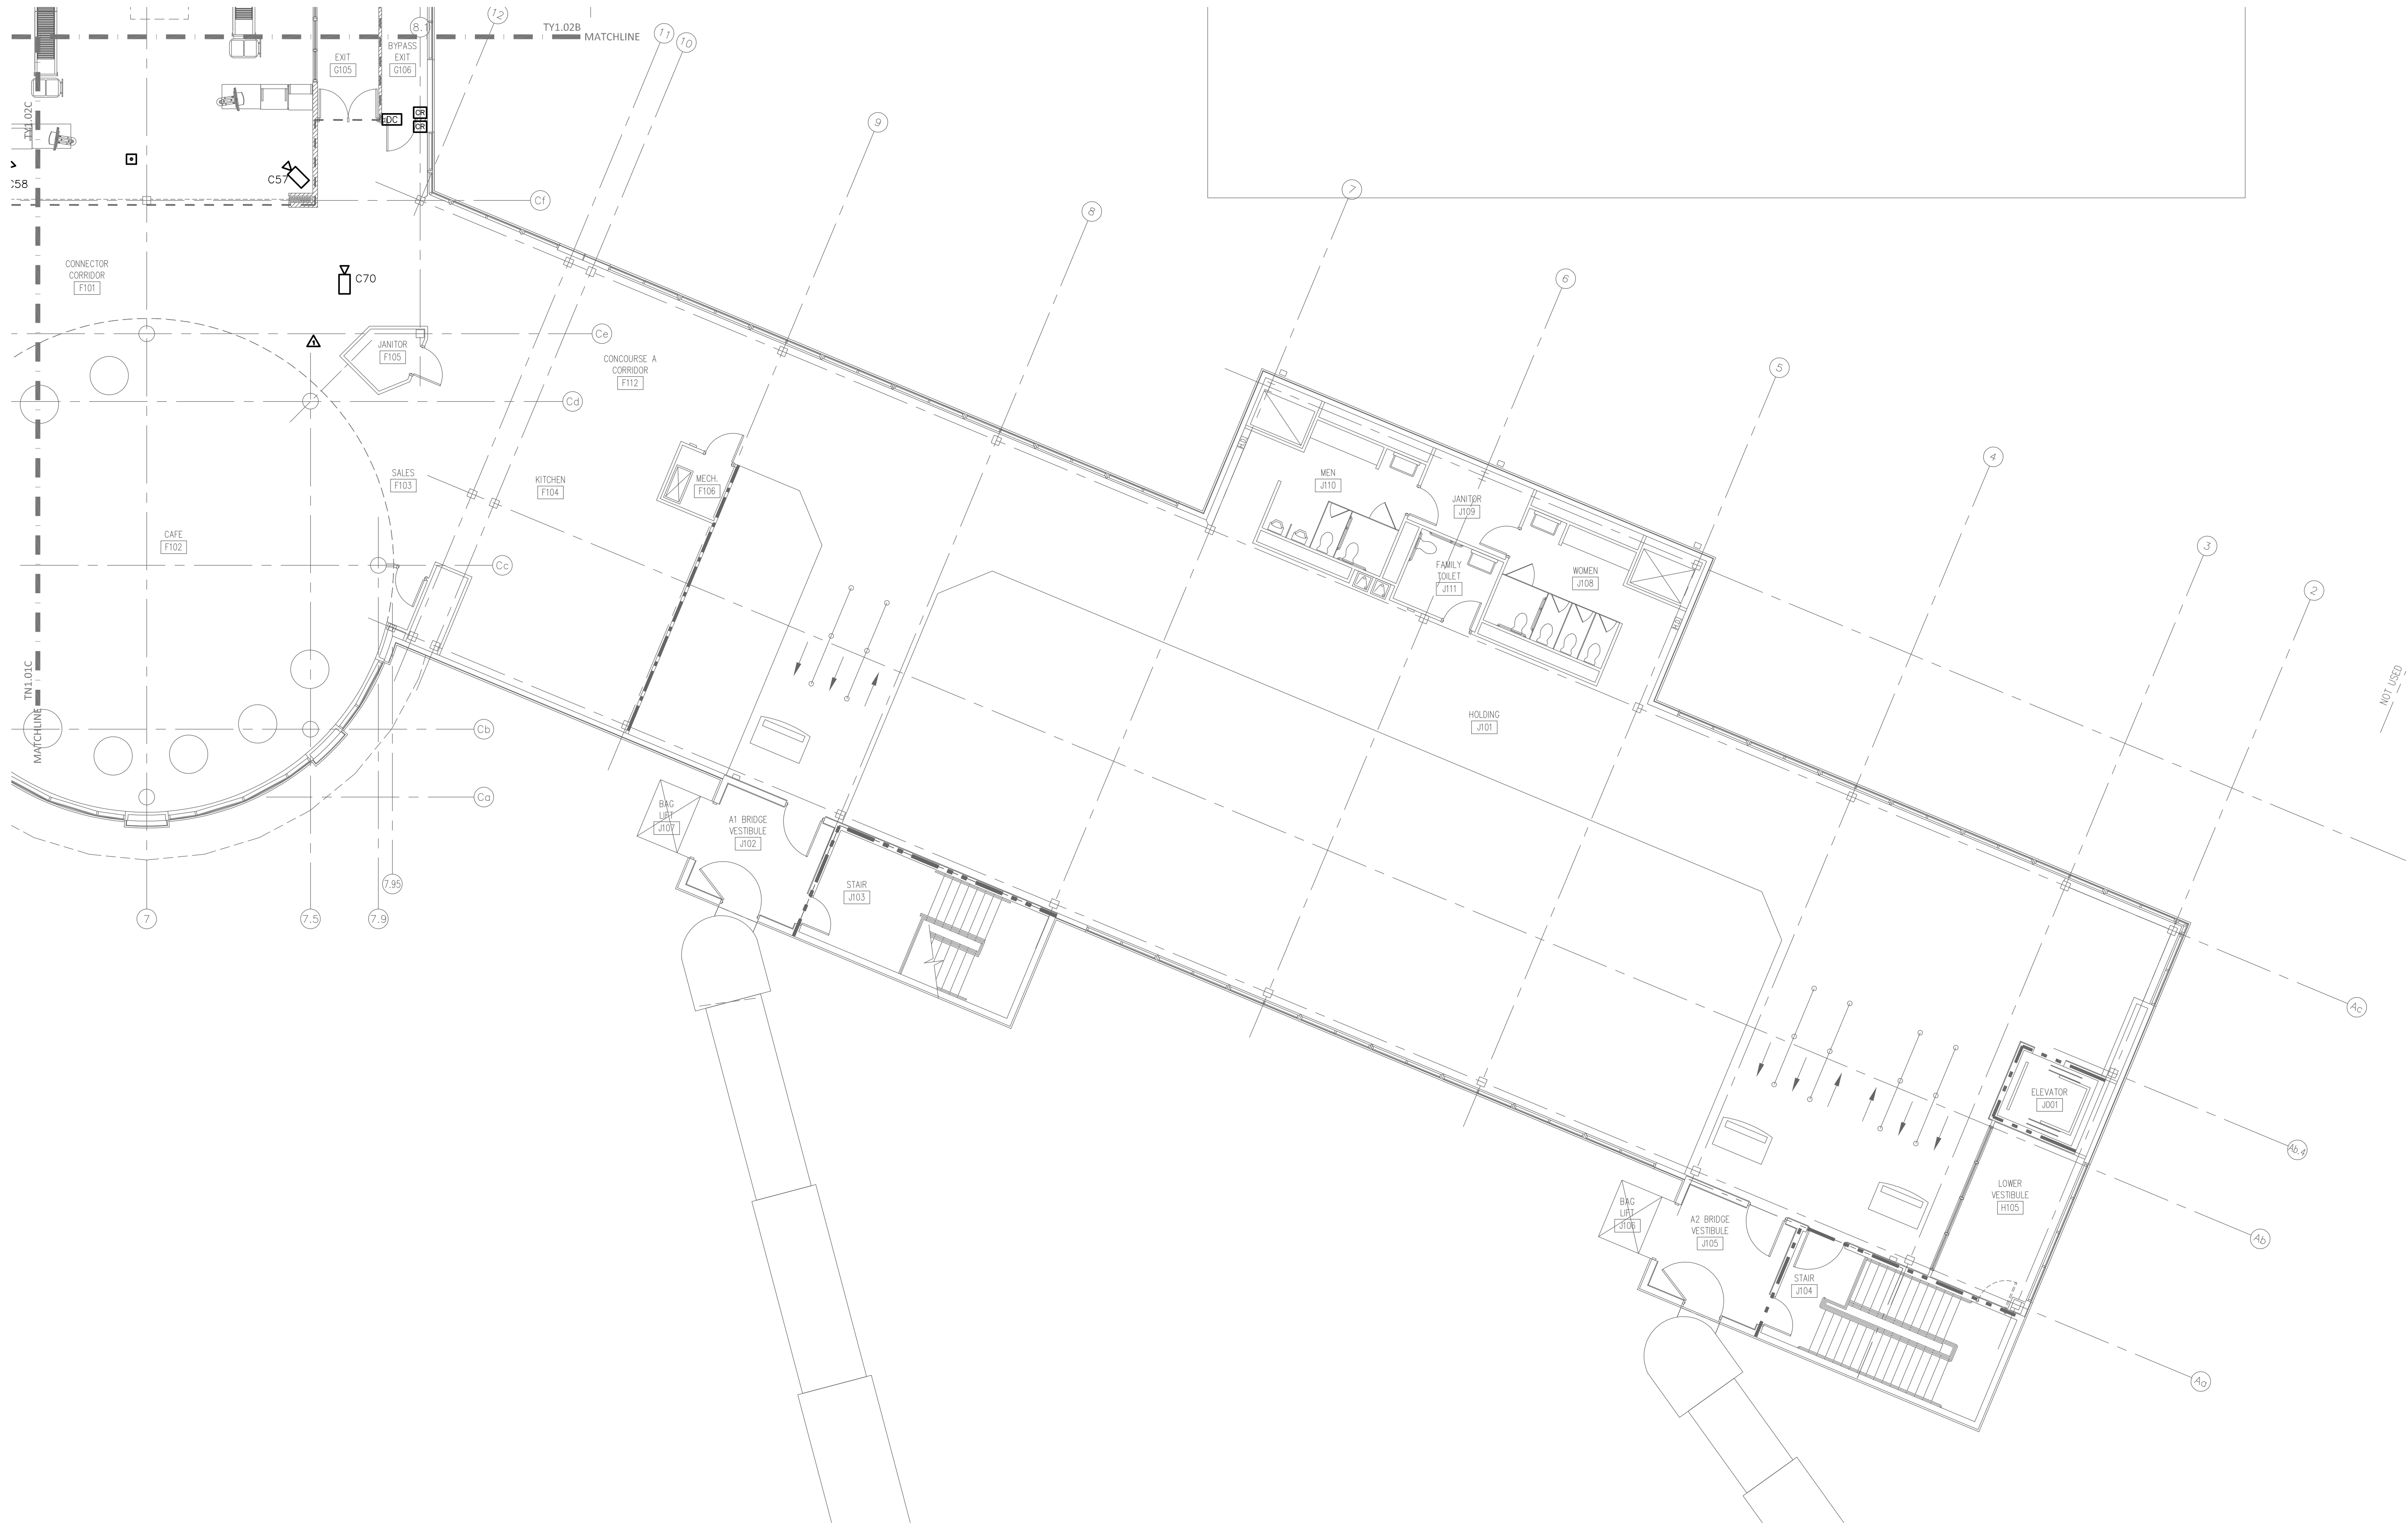 12
8.1
TY1.02B
MATCHLINE
11
10
EXIT
G105
BYPASS
EXIT
G106
TY1.02C
DC
CR
CR
9
C58
C57
7
Cf
8
CONNECTOR
CORRIDOR
F101
C70
6
Ce
JANITOR
F105
CONCOURSE A
CORRIDOR
F112
5
Cd
4
SALES
F103
KITCHEN
F104
MECH.
F106
MEN
J110
JANITOR
J109
CAFE
F102
3
Cc
FAMILY
TOILET
J111
WOMEN
J108
2
NOT USED
TN1.01C
MATCHLINE
HOLDING
J101
Cb
Ca
BAG
LIFT
J107
A1 BRIDGE
VESTIBULE
J102
STAIR
J103
7.95
7
7.5
7.9
Ac
ELEVATOR
J001
Ab.4
LOWER
VESTIBULE
H105
BAG
LIFT
J106
A2 BRIDGE
VESTIBULE
J105
Ab
STAIR
J104
Aa